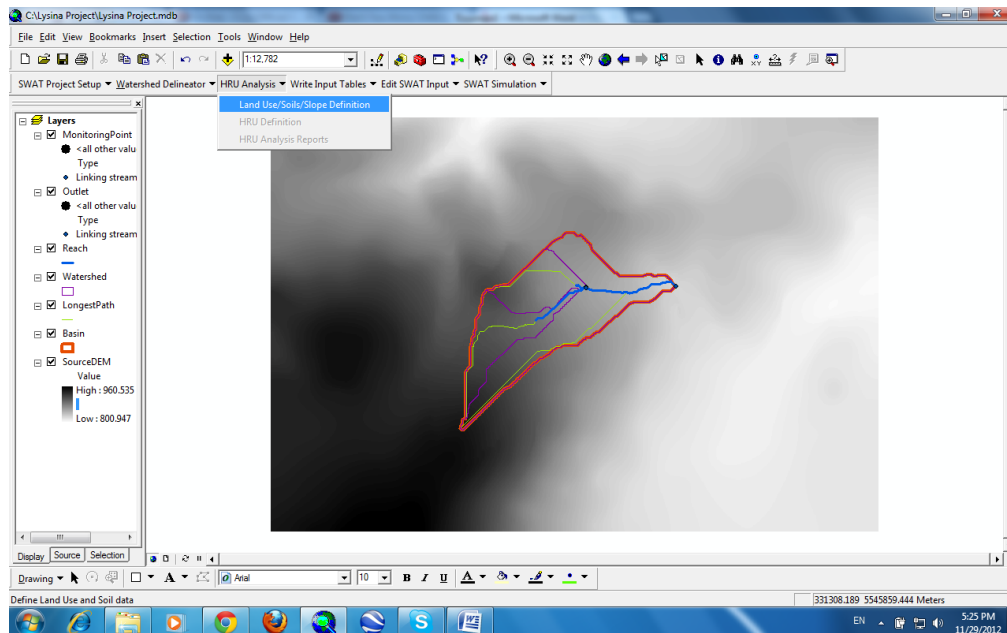 C:\Lysina Project\Lysina Project.mdb
File Edit View Bookmarks Insert Selection Tools Window Help
1:12,782
SWAT Project Setup Watershed Delineator HRU Analysis Write Input Tables Edit SWAT Input SWAT Simulation
Land Use/Soils/Slope Definition
HRU Definition
HRU Analysis Reports
Layers
MonitoringPoint
<all other valu
Type
Linking stream
Outlet
<all other valu
Type
Linking stream
Reach
Watershed
LongestPath
Basin
SourceDEM
Value
High : 960.535
Low : 800.947
Display Source Selection
Drawing A Arial 10 B I U A
Define Land Use and Soil data
331308.189 5545859.444 Meters
EN
5:25 PM
11/29/2012